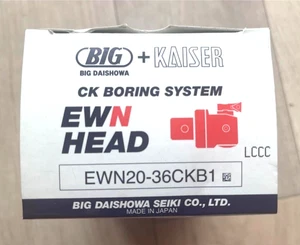 BIG + KAISER
BIG DAISHOWA
CK BORING SYSTEM
EWN
HEAD
LCCC
EWN20-36CKB1
BIG DAISHOWA SEIKI CO., LTD.
MADE IN JAPAN